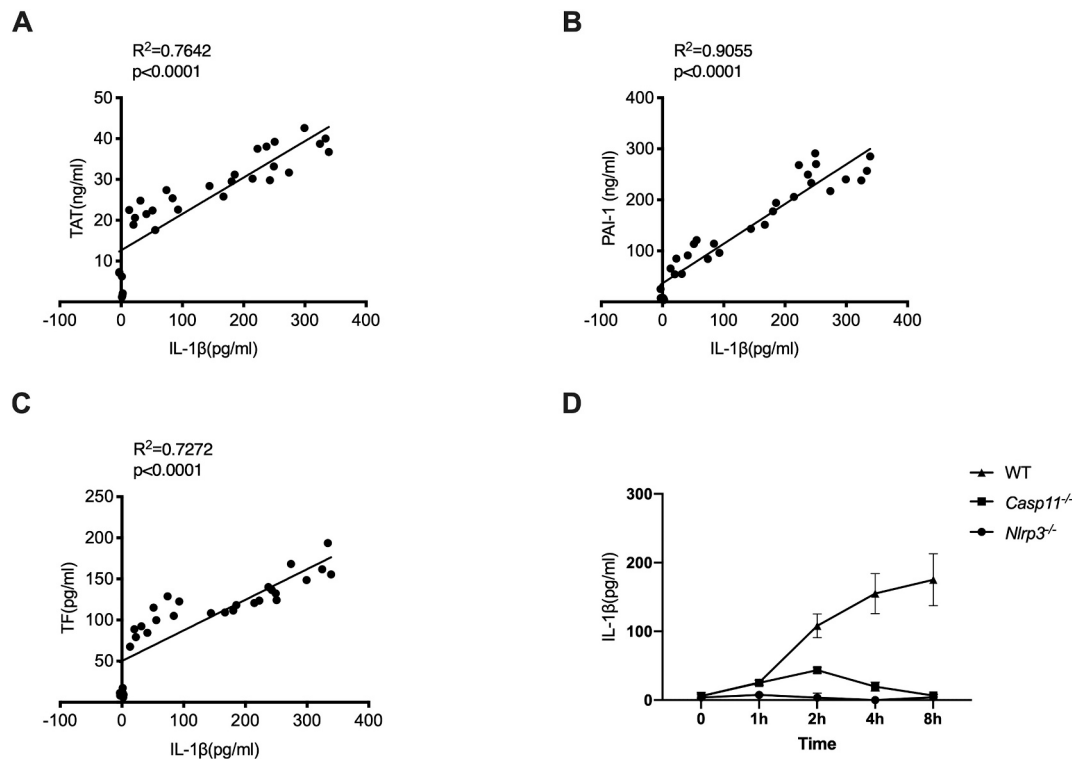 A
R²=0.7642
p<0.0001
50
40
30
20
10
TAT(ng/ml)
-100 0 100 200 300 400
IL-1β(pg/ml)
B
R²=0.9055
p<0.0001
400
300
200
100
PAI-1 (ng/ml)
-100 0 100 200 300 400
IL-1β(pg/ml)
C
R²=0.7272
p<0.0001
250
200
150
100
50
TF(pg/ml)
-100 0 100 200 300 400
IL-1β(pg/ml)
D
WT
Casp11⁻/⁻
Nlrp3⁻/⁻
300
200
100
0
IL-1β(pg/ml)
0 1h 2h 4h 8h
Time